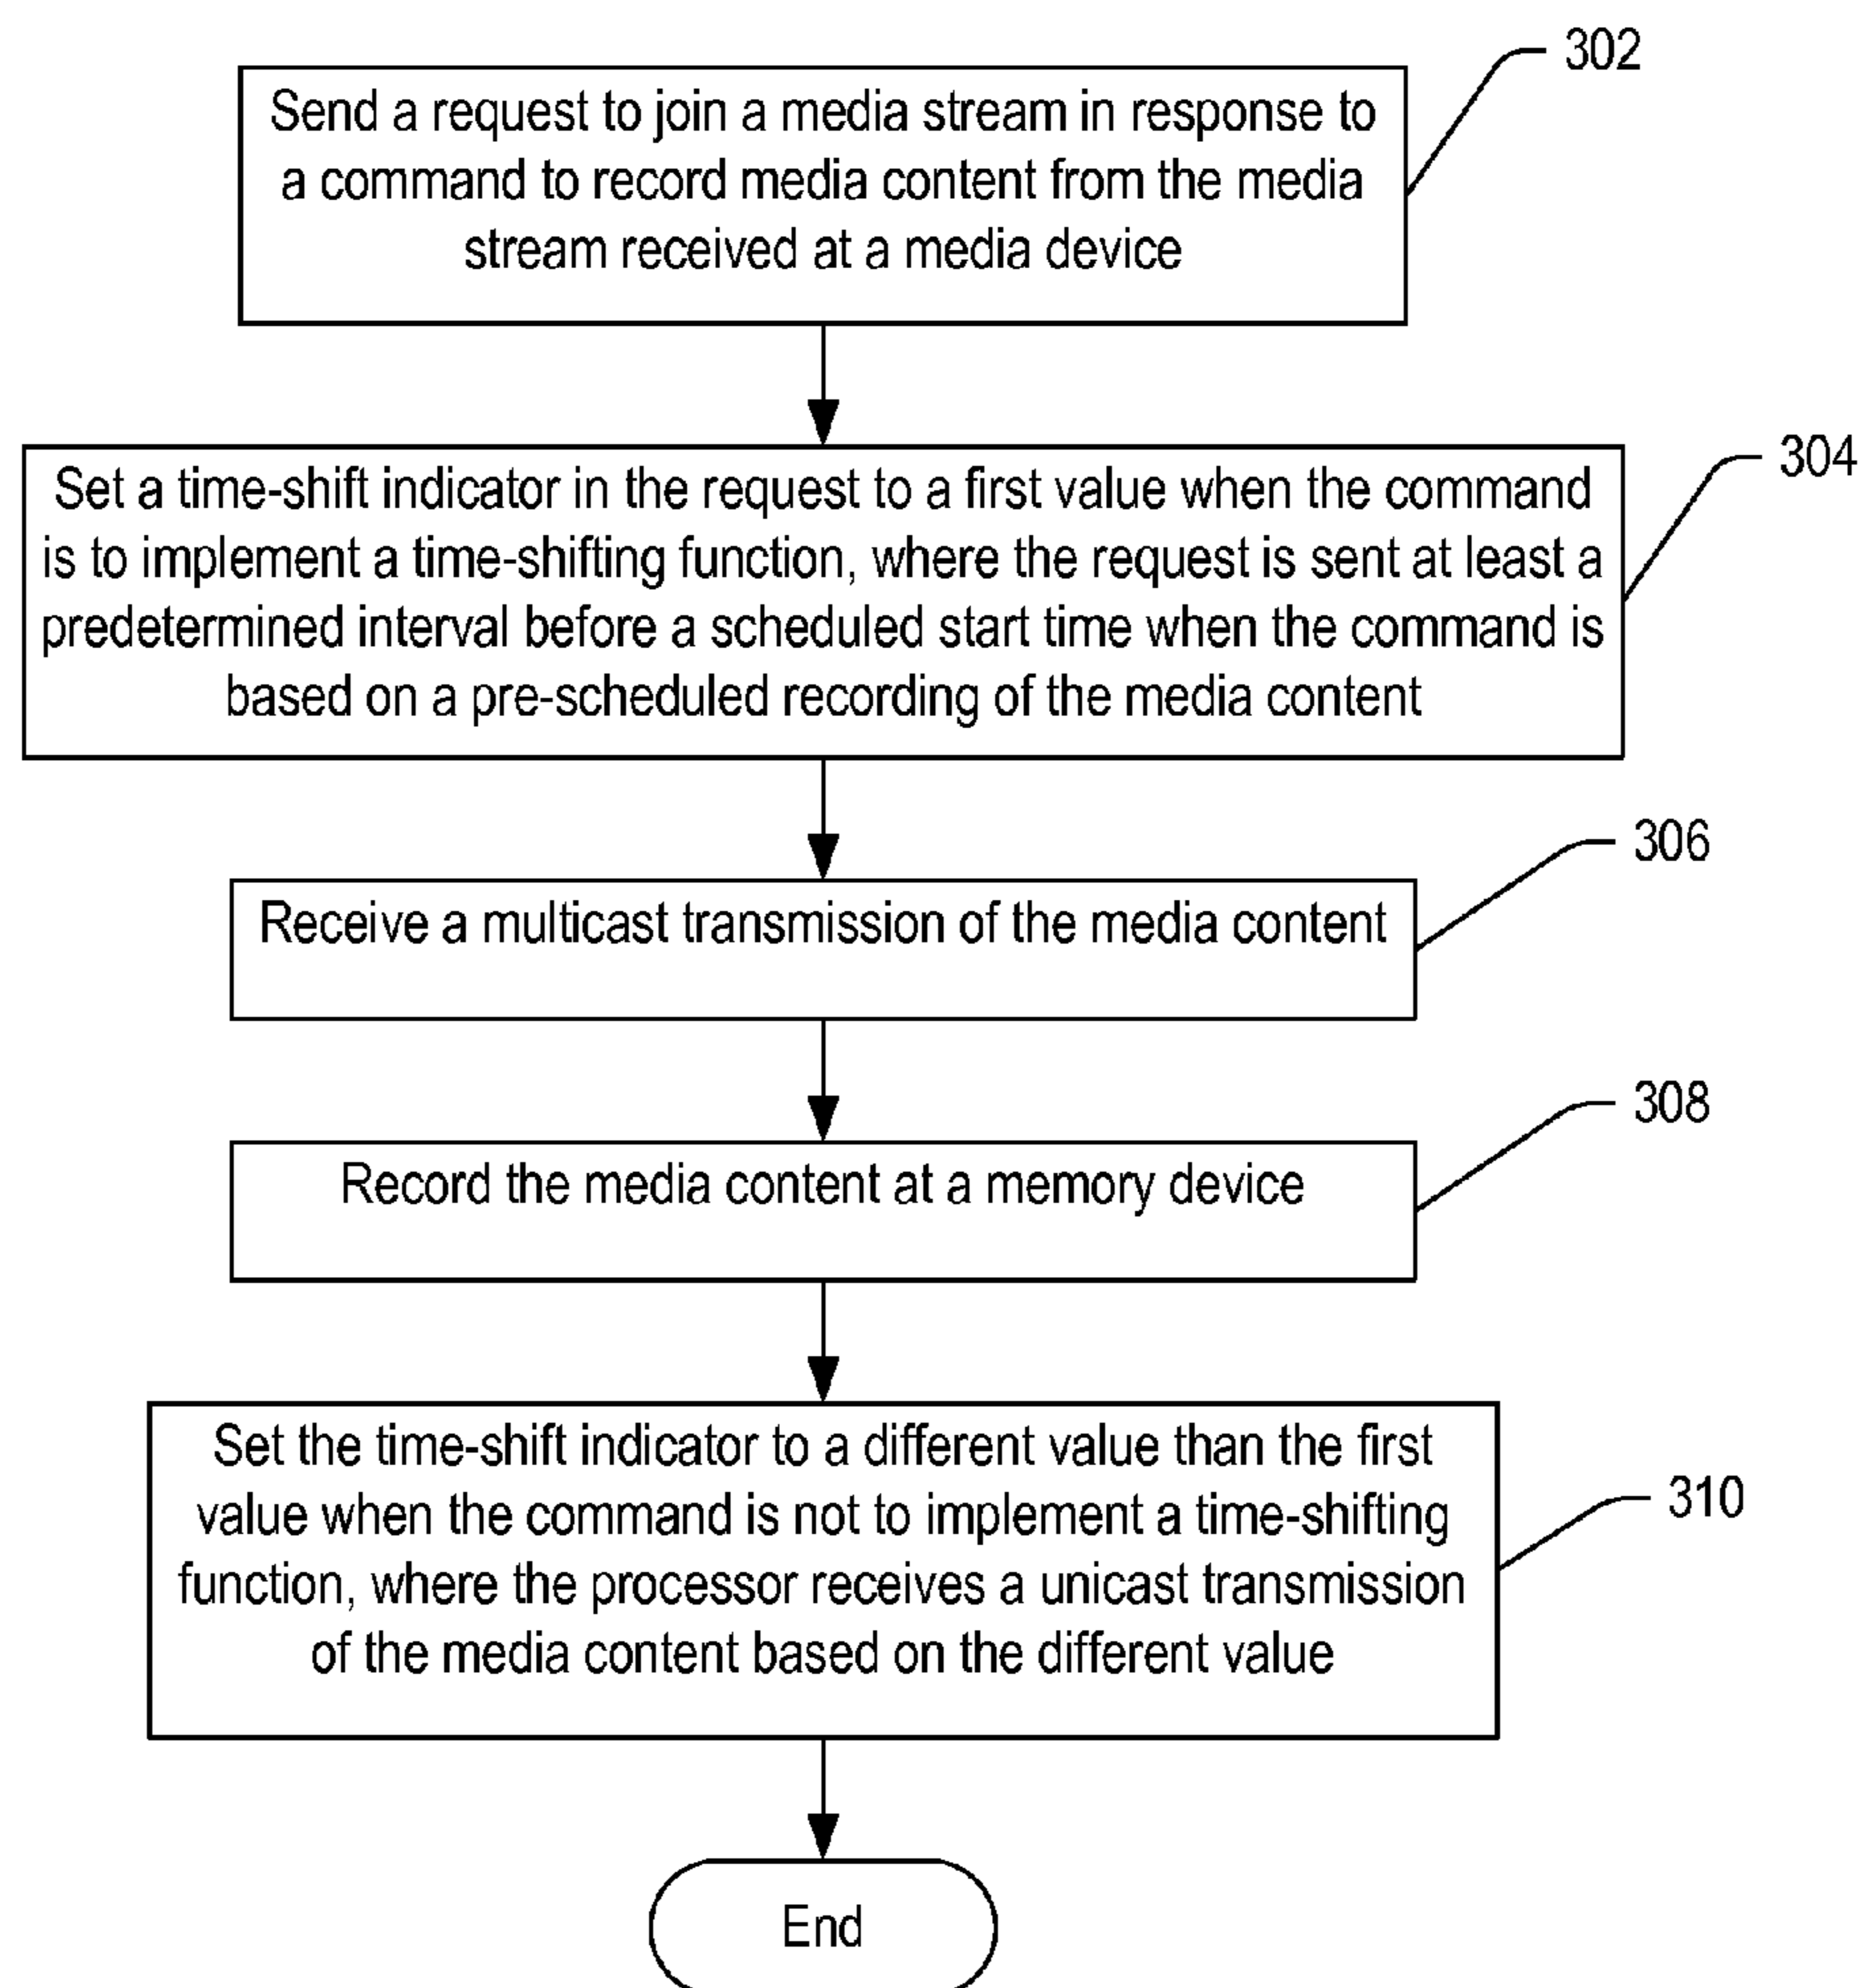 302
Send a request to join a media stream in response to
a command to record media content from the media
stream received at a media device
304
Set a time-shift indicator in the request to a first value when the command
is to implement a time-shifting function, where the request is sent at least a
predetermined interval before a scheduled start time when the command is
based on a pre-scheduled recording of the media content
306
Receive a multicast transmission of the media content
308
Record the media content at a memory device
310
Set the time-shift indicator to a different value than the first
value when the command is not to implement a time-shifting
function, where the processor receives a unicast transmission
of the media content based on the different value
End